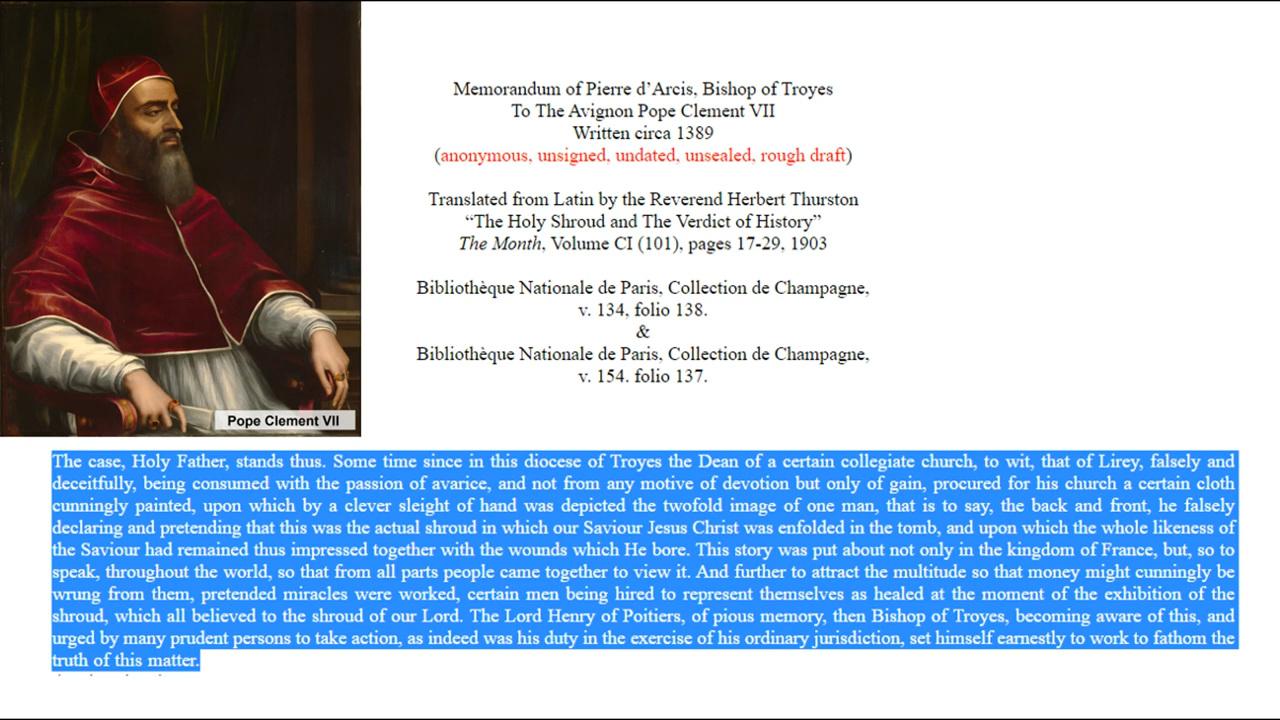 Memorandum of Pierre d'Arcis, Bishop of Troyes
To The Avignon Pope Clement VII
Written circa 1389
(anonymous, unsigned, undated, unsealed, rough draft)
Translated from Latin by the Reverend Herbert Thurston
“The Holy Shroud and The Verdict of History”
The Month, Volume CI (101), pages 17-29, 1903
Bibliothèque Nationale de Paris, Collection de Champagne,
v. 134, folio 138.
&
Bibliothèque Nationale de Paris, Collection de Champagne,
v. 154. folio 137.
Pope Clement VII
The case, Holy Father, stands thus. Some time since in this diocese of Troyes the Dean of a certain collegiate church, to wit, that of Lirey, falsely and
deceitfully, being consumed with the passion of avarice, and not from any motive of devotion but only of gain, procured for his church a certain cloth
cunningly painted, upon which by a clever sleight of hand was depicted the twofold image of one man, that is to say, the back and front, he falsely
declaring and pretending that this was the actual shroud in which our Saviour Jesus Christ was enfolded in the tomb, and upon which the whole likeness of
the Saviour had remained thus impressed together with the wounds which He bore. This story was put about not only in the kingdom of France, but, so to
speak, throughout the world, so that from all parts people came together to view it. And further to attract the multitude so that money might cunningly be
wrung from them, pretended miracles were worked, certain men being hired to represent themselves as healed at the moment of the exhibition of the
shroud, which all believed to the shroud of our Lord. The Lord Henry of Poitiers, of pious memory, then Bishop of Troyes, becoming aware of this, and
urged by many prudent persons to take action, as indeed was his duty in the exercise of his ordinary jurisdiction, set himself earnestly to work to fathom the
truth of this matter.